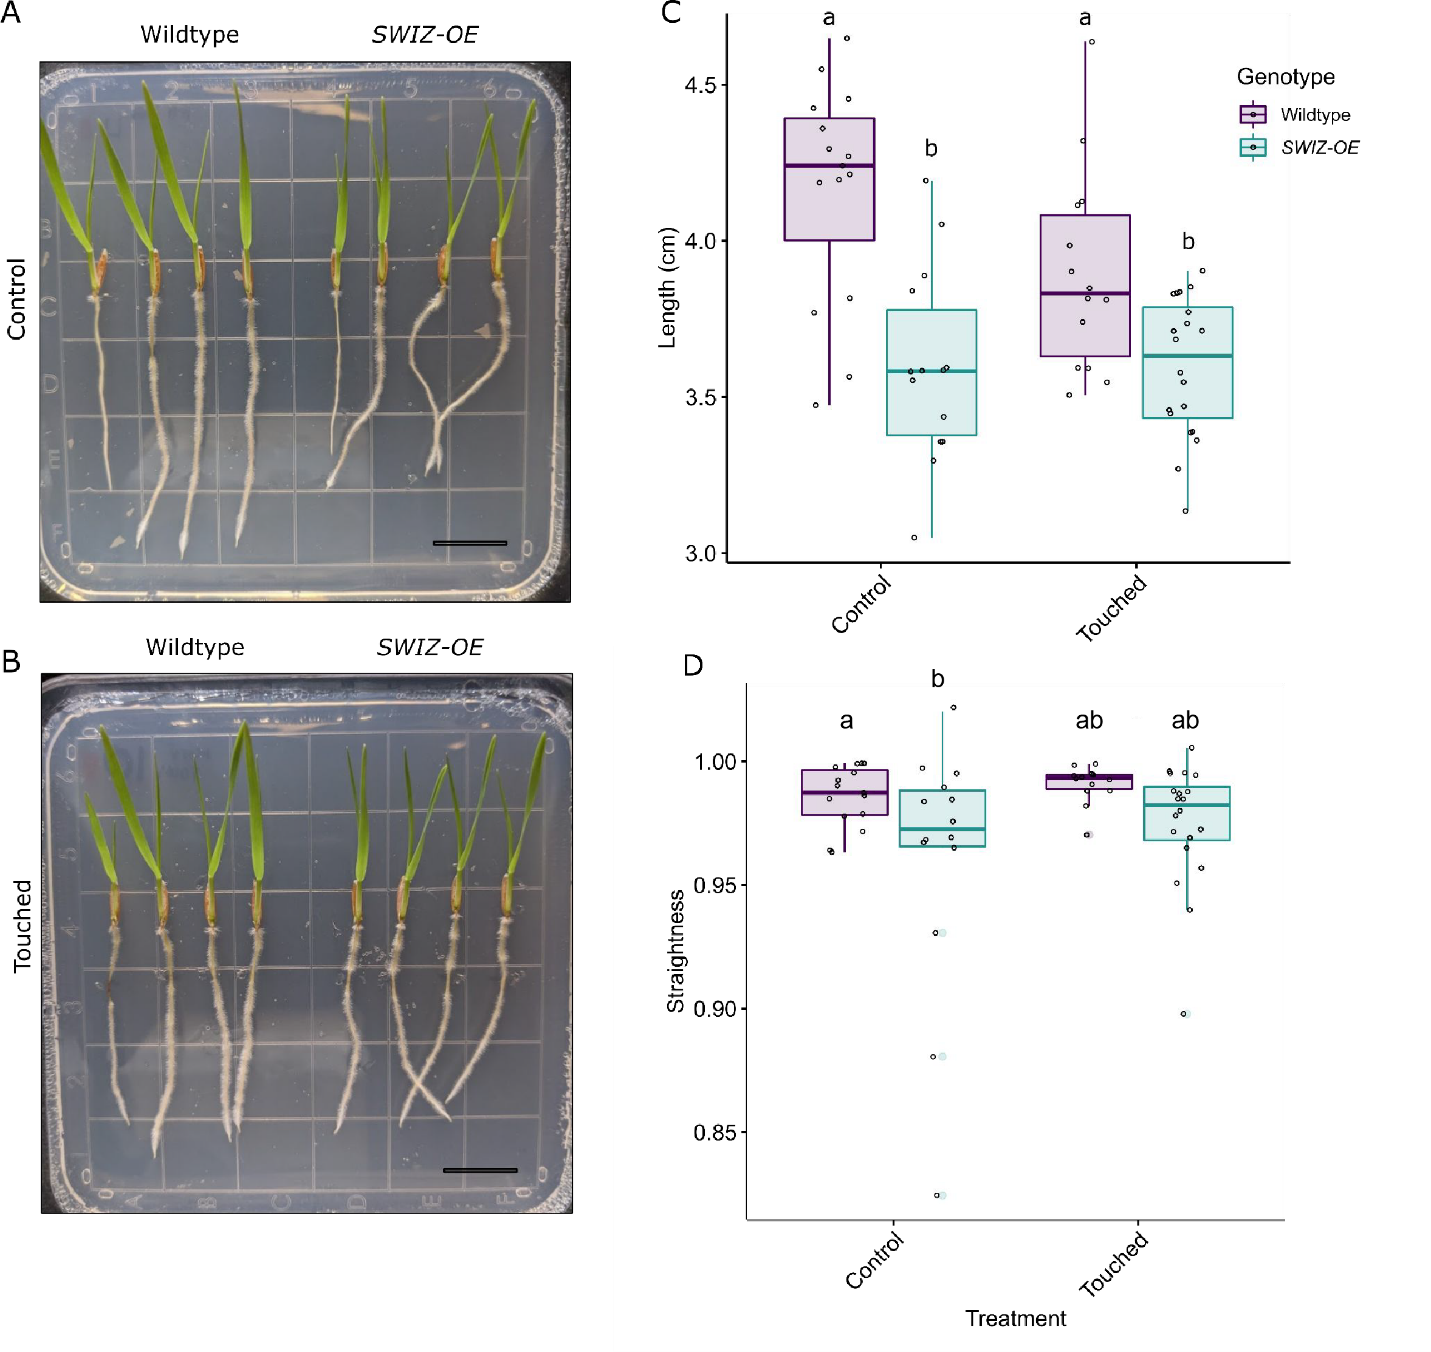 A
Wildtype SWIZ-OE
Control
B
Wildtype SWIZ-OE
Touched
C
a
b
a
b
Genotype
Wildtype
SWIZ-OE
Length (cm)
4.5
4.0
3.5
3.0
Control
Touched
D
a
b
ab
ab
Straightness
1.00
0.95
0.90
0.85
Control
Touched
Treatment